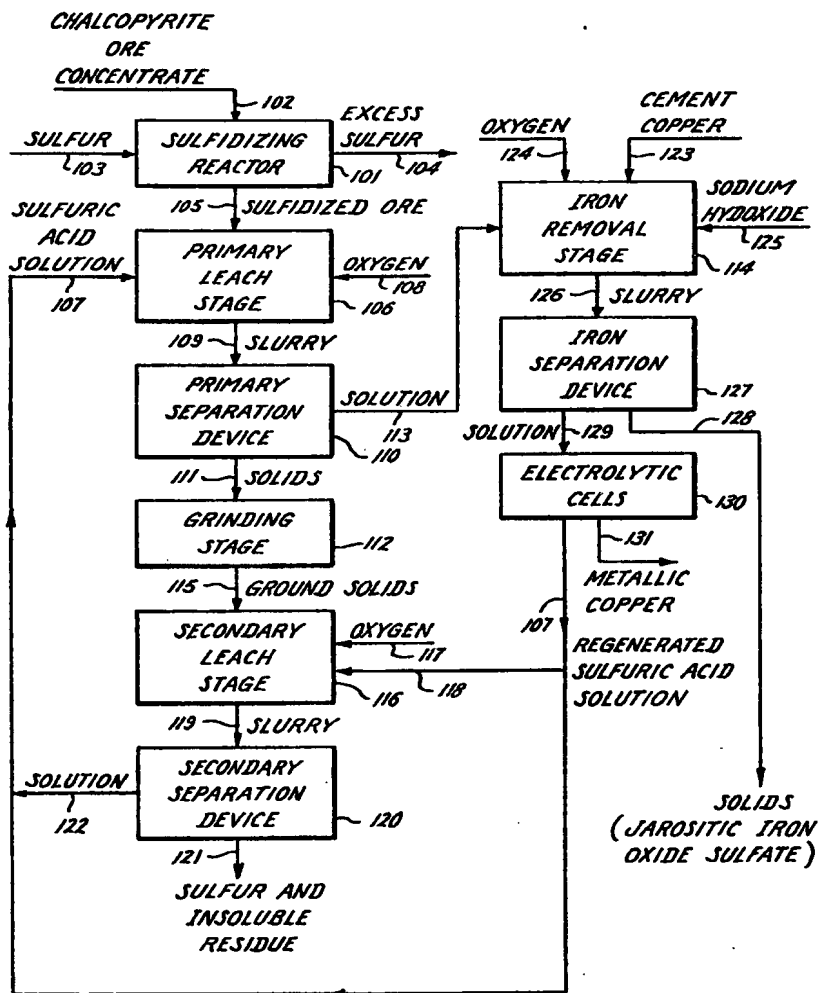 CHALCOPYRITE
ORE
CONCENTRATE
102
SULFUR
103
SULFIDIZING
REACTOR
101
EXCESS
SULFUR
104
105
SULFIDIZED ORE
SULFURIC
ACID
SOLUTION
107
PRIMARY
LEACH
STAGE
106
OXYGEN
108
109
SLURRY
PRIMARY
SEPARATION
DEVICE
110
SOLUTION
113
111
SOLIDS
GRINDING
STAGE
112
115
GROUND SOLIDS
SECONDARY
LEACH
STAGE
116
OXYGEN
117
118
119
SLURRY
SECONDARY
SEPARATION
DEVICE
120
SOLUTION
122
121
SULFUR AND
INSOLUBLE
RESIDUE
OXYGEN
124
CEMENT
COPPER
123
IRON
REMOVAL
STAGE
114
SODIUM
HYDOXIDE
125
126
SLURRY
IRON
SEPARATION
DEVICE
127
SOLUTION
129
128
ELECTROLYTIC
CELLS
130
131
METALLIC
COPPER
107
REGENERATED
SULFURIC ACID
SOLUTION
SOLIDS
(JAROSITIC IRON
OXIDE SULFATE)